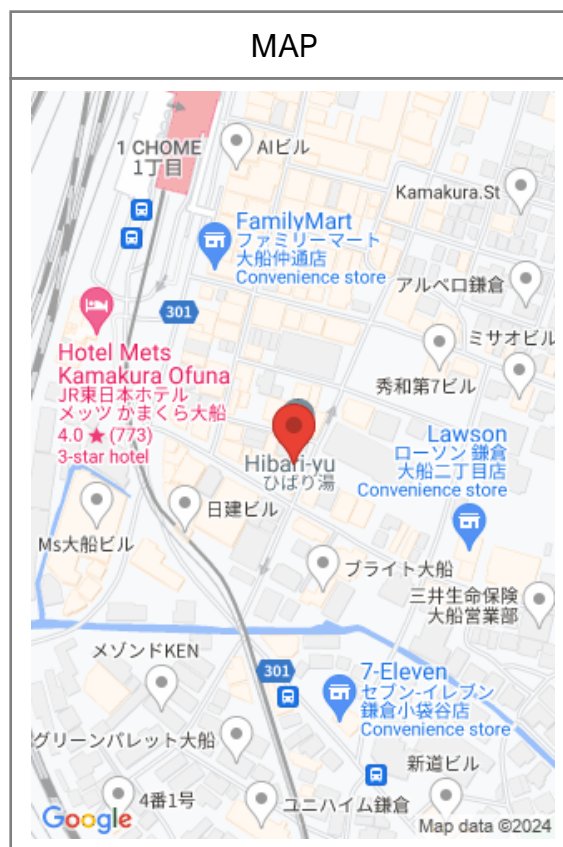 MAP
1 CHOME
1丁目
AIビル
Kamakura.St
FamilyMart
ファミリーマート
大船仲通店
Convenience store
アルベロ鎌倉
301
Hotel Mets
Kamakura Ofuna
JR東日本ホテル
メッツ かまくら大船
4.0 ★ (773)
3-star hotel
ミサオビル
秀和第7ビル
Lawson
ローソン 鎌倉
大船二丁目店
Convenience store
Hibari-yu
ひばり湯
日建ビル
Ms大船ビル
ブライト大船
三井生命保険
大船営業部
メゾンドKEN
301
7-Eleven
セブン-イレブン
鎌倉小袋谷店
Convenience store
グリーンパレット大船
新道ビル
4番1号
ユニハイム鎌倉
Google
Map data ©2024